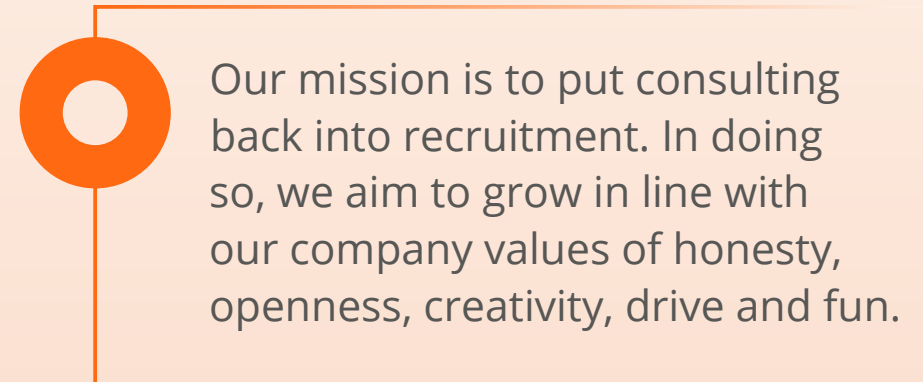 Our mission is to put consulting
back into recruitment. In doing
so, we aim to grow in line with
our company values of honesty,
openness, creativity, drive and fun.